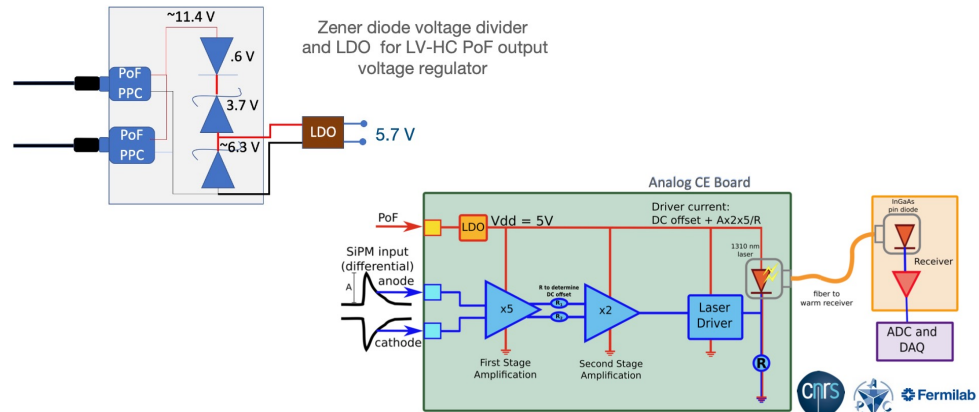 ~11.4 V
Zener diode voltage divider
and LDO for LV-HC PoF output
voltage regulator
.6 V
PoF
PPC
3.7 V
PoF
PPC
~6.3 V
LDO
5.7 V
Analog CE Board
PoF
LDO
Vdd = 5V
Driver current:
DC offset + Ax2x5/R
InGaAs
pin diode
SiPM input
(differential)
anode
A
1310 nm
laser
Receiver
R to determine
DC offset
x5
x2
Laser
Driver
fiber to
warm receiver
cathode
First Stage
Amplification
Second Stage
Amplification
R
ADC and
DAQ
cnrs
APC
Fermilab